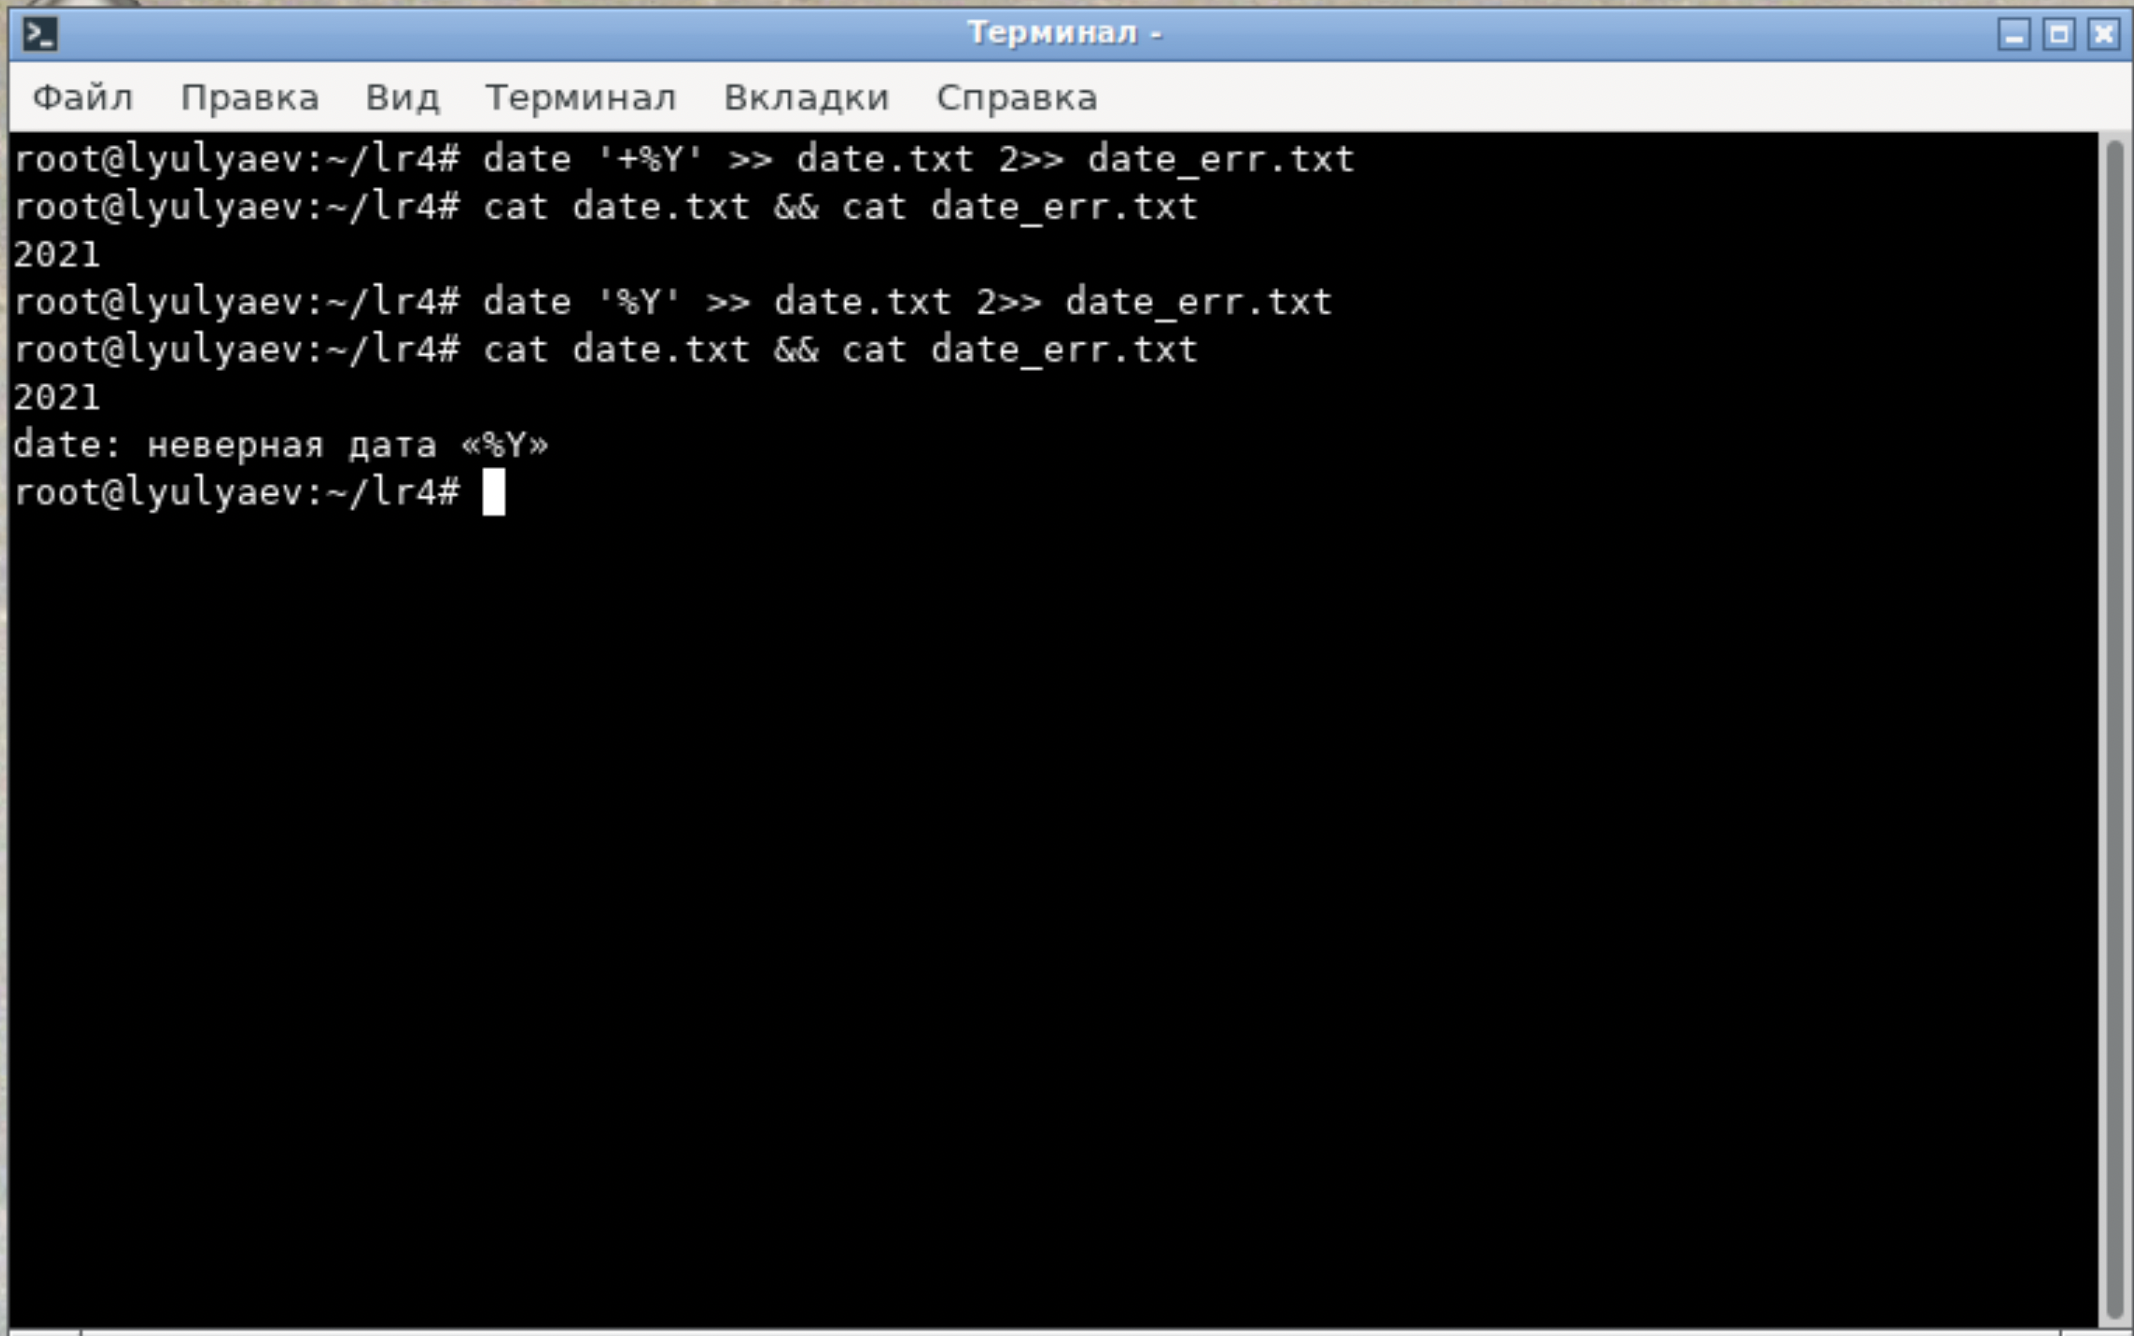 Терминал -
Файл Правка Вид Терминал Вкладки Справка
root@lyulyaev:~/lr4# date '+%Y' >> date.txt 2>> date_err.txt
root@lyulyaev:~/lr4# cat date.txt && cat date_err.txt
2021
root@lyulyaev:~/lr4# date '%Y' >> date.txt 2>> date_err.txt
root@lyulyaev:~/lr4# cat date.txt && cat date_err.txt
2021
date: неверная дата «%Y»
root@lyulyaev:~/lr4#